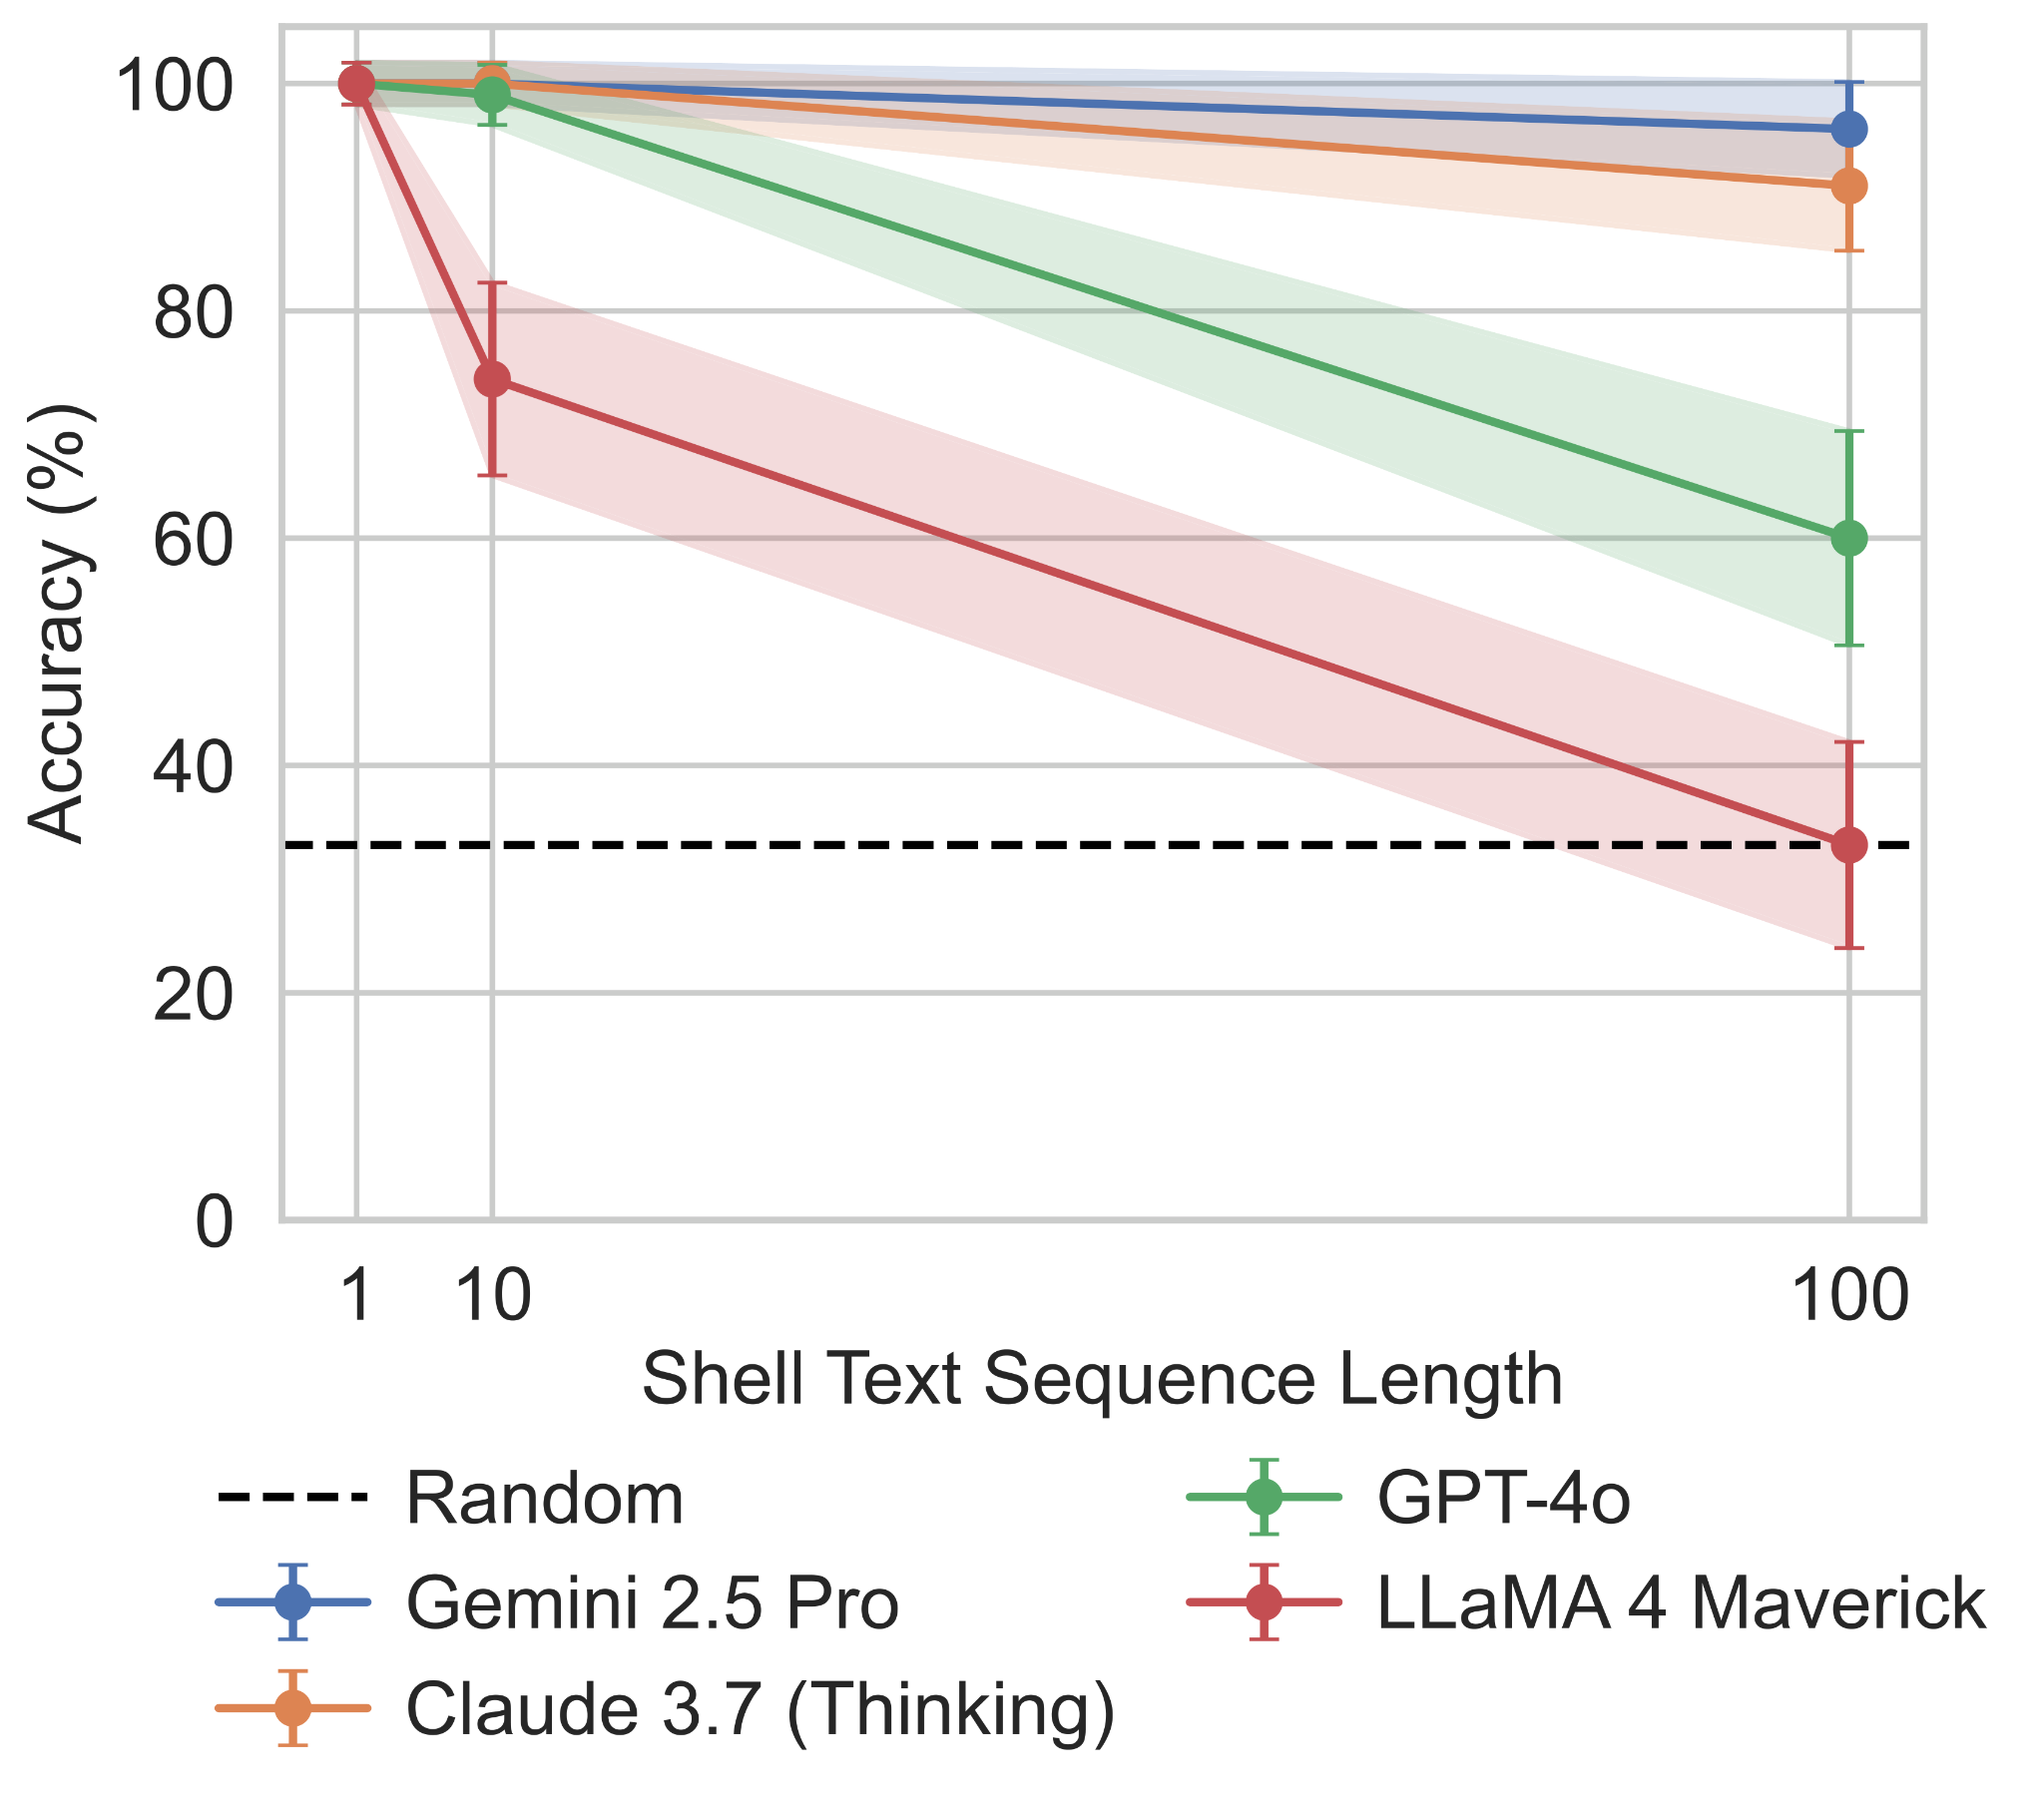 100
80
60
40
20
0
Accuracy (%)
1 10 100
Shell Text Sequence Length
Random
Gemini 2.5 Pro
Claude 3.7 (Thinking)
GPT-4o
LLaMA 4 Maverick